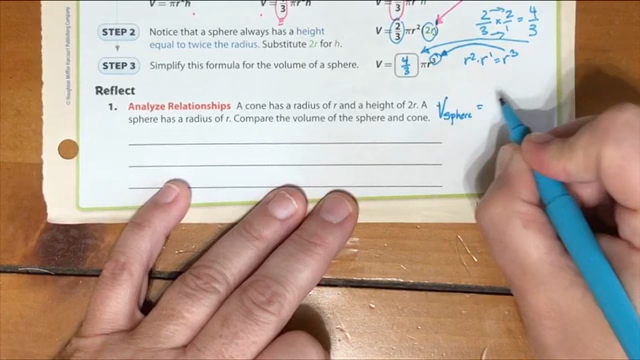 V = πr²h
V = 2/3 πr² h
STEP 2 Notice that a sphere always has a height equal to twice the radius. Substitute 2r for h.
V = 2/3 πr² (2r)
2/3 × 2/1 = 4/3
STEP 3 Simplify this formula for the volume of a sphere.
V = 4/3 πr³
r² · r¹ = r³
Reflect
1. Analyze Relationships A cone has a radius of r and a height of 2r. A
sphere has a radius of r. Compare the volume of the sphere and cone.
V sphere =
© Houghton Mifflin Harcourt Publishing Company